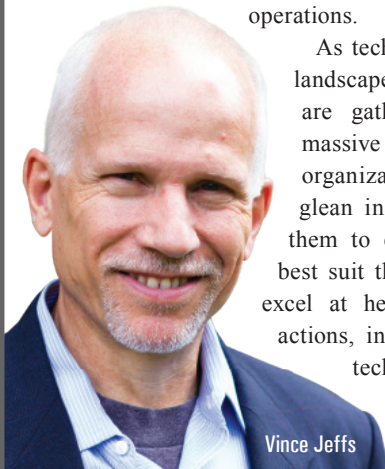 operations.
As tech
landscape
are gath
massive
organiza
glean in
them to
best suit th
excel at he
actions, in
tech
Vince Jeffs